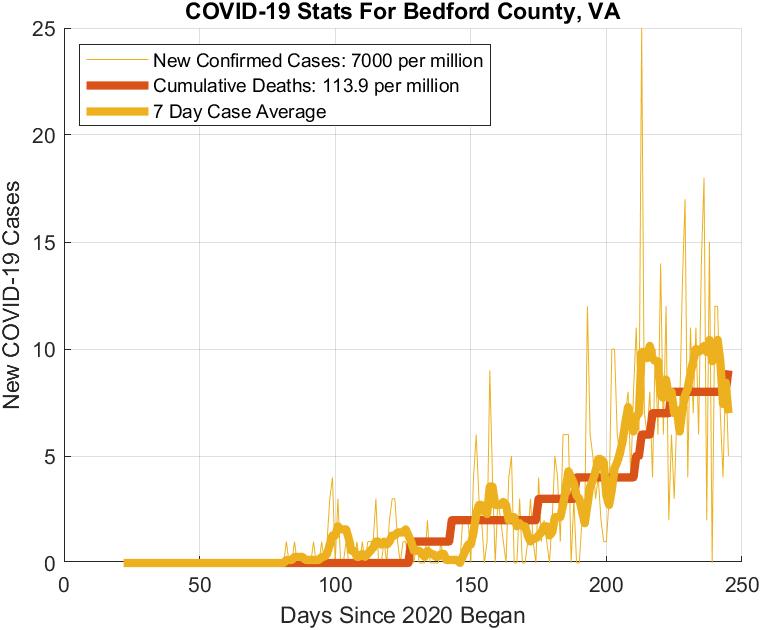 COVID-19 Stats For Bedford County, VA
New Confirmed Cases: 7000 per million
Cumulative Deaths: 113.9 per million
7 Day Case Average
New COVID-19 Cases
25
20
15
10
5
0
0 50 100 150 200 250
Days Since 2020 Began